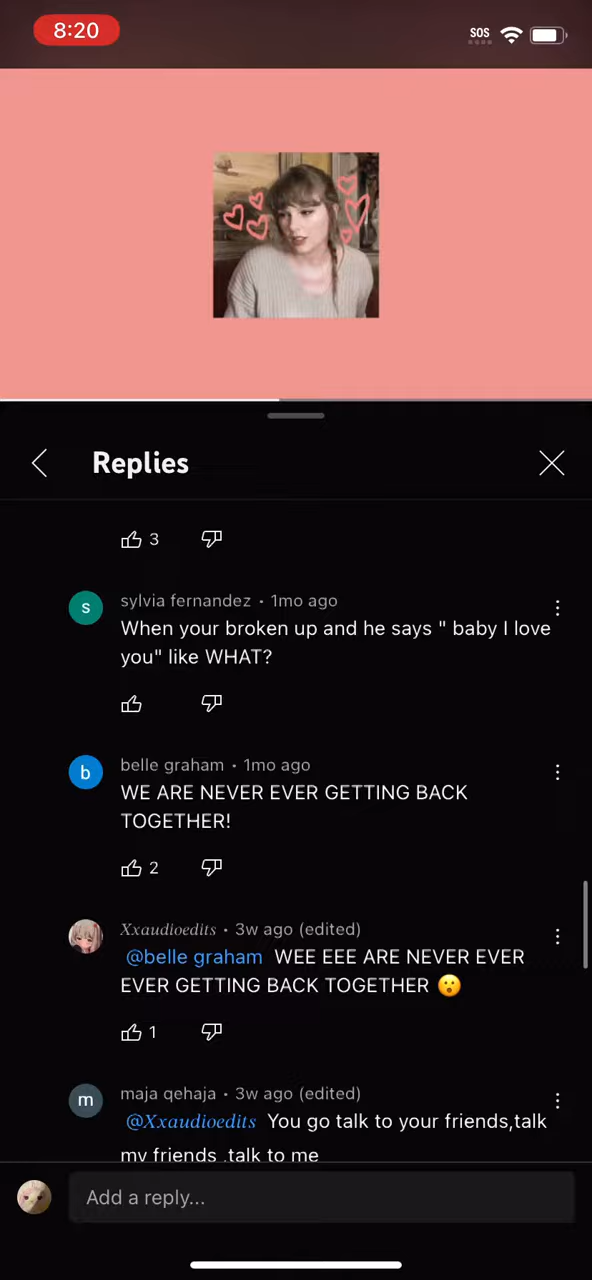 8:20
SOS
Replies
3
s
sylvia fernandez • 1mo ago
When your broken up and he says " baby I love
you" like WHAT?
b
belle graham • 1mo ago
WE ARE NEVER EVER GETTING BACK
TOGETHER!
2
Xxaudioedits • 3w ago (edited)
@belle graham WEE EEE ARE NEVER EVER
EVER GETTING BACK TOGETHER 😮
1
m
maja qehaja • 3w ago (edited)
@Xxaudioedits You go talk to your friends,talk
my friends ,talk to me
Add a reply...